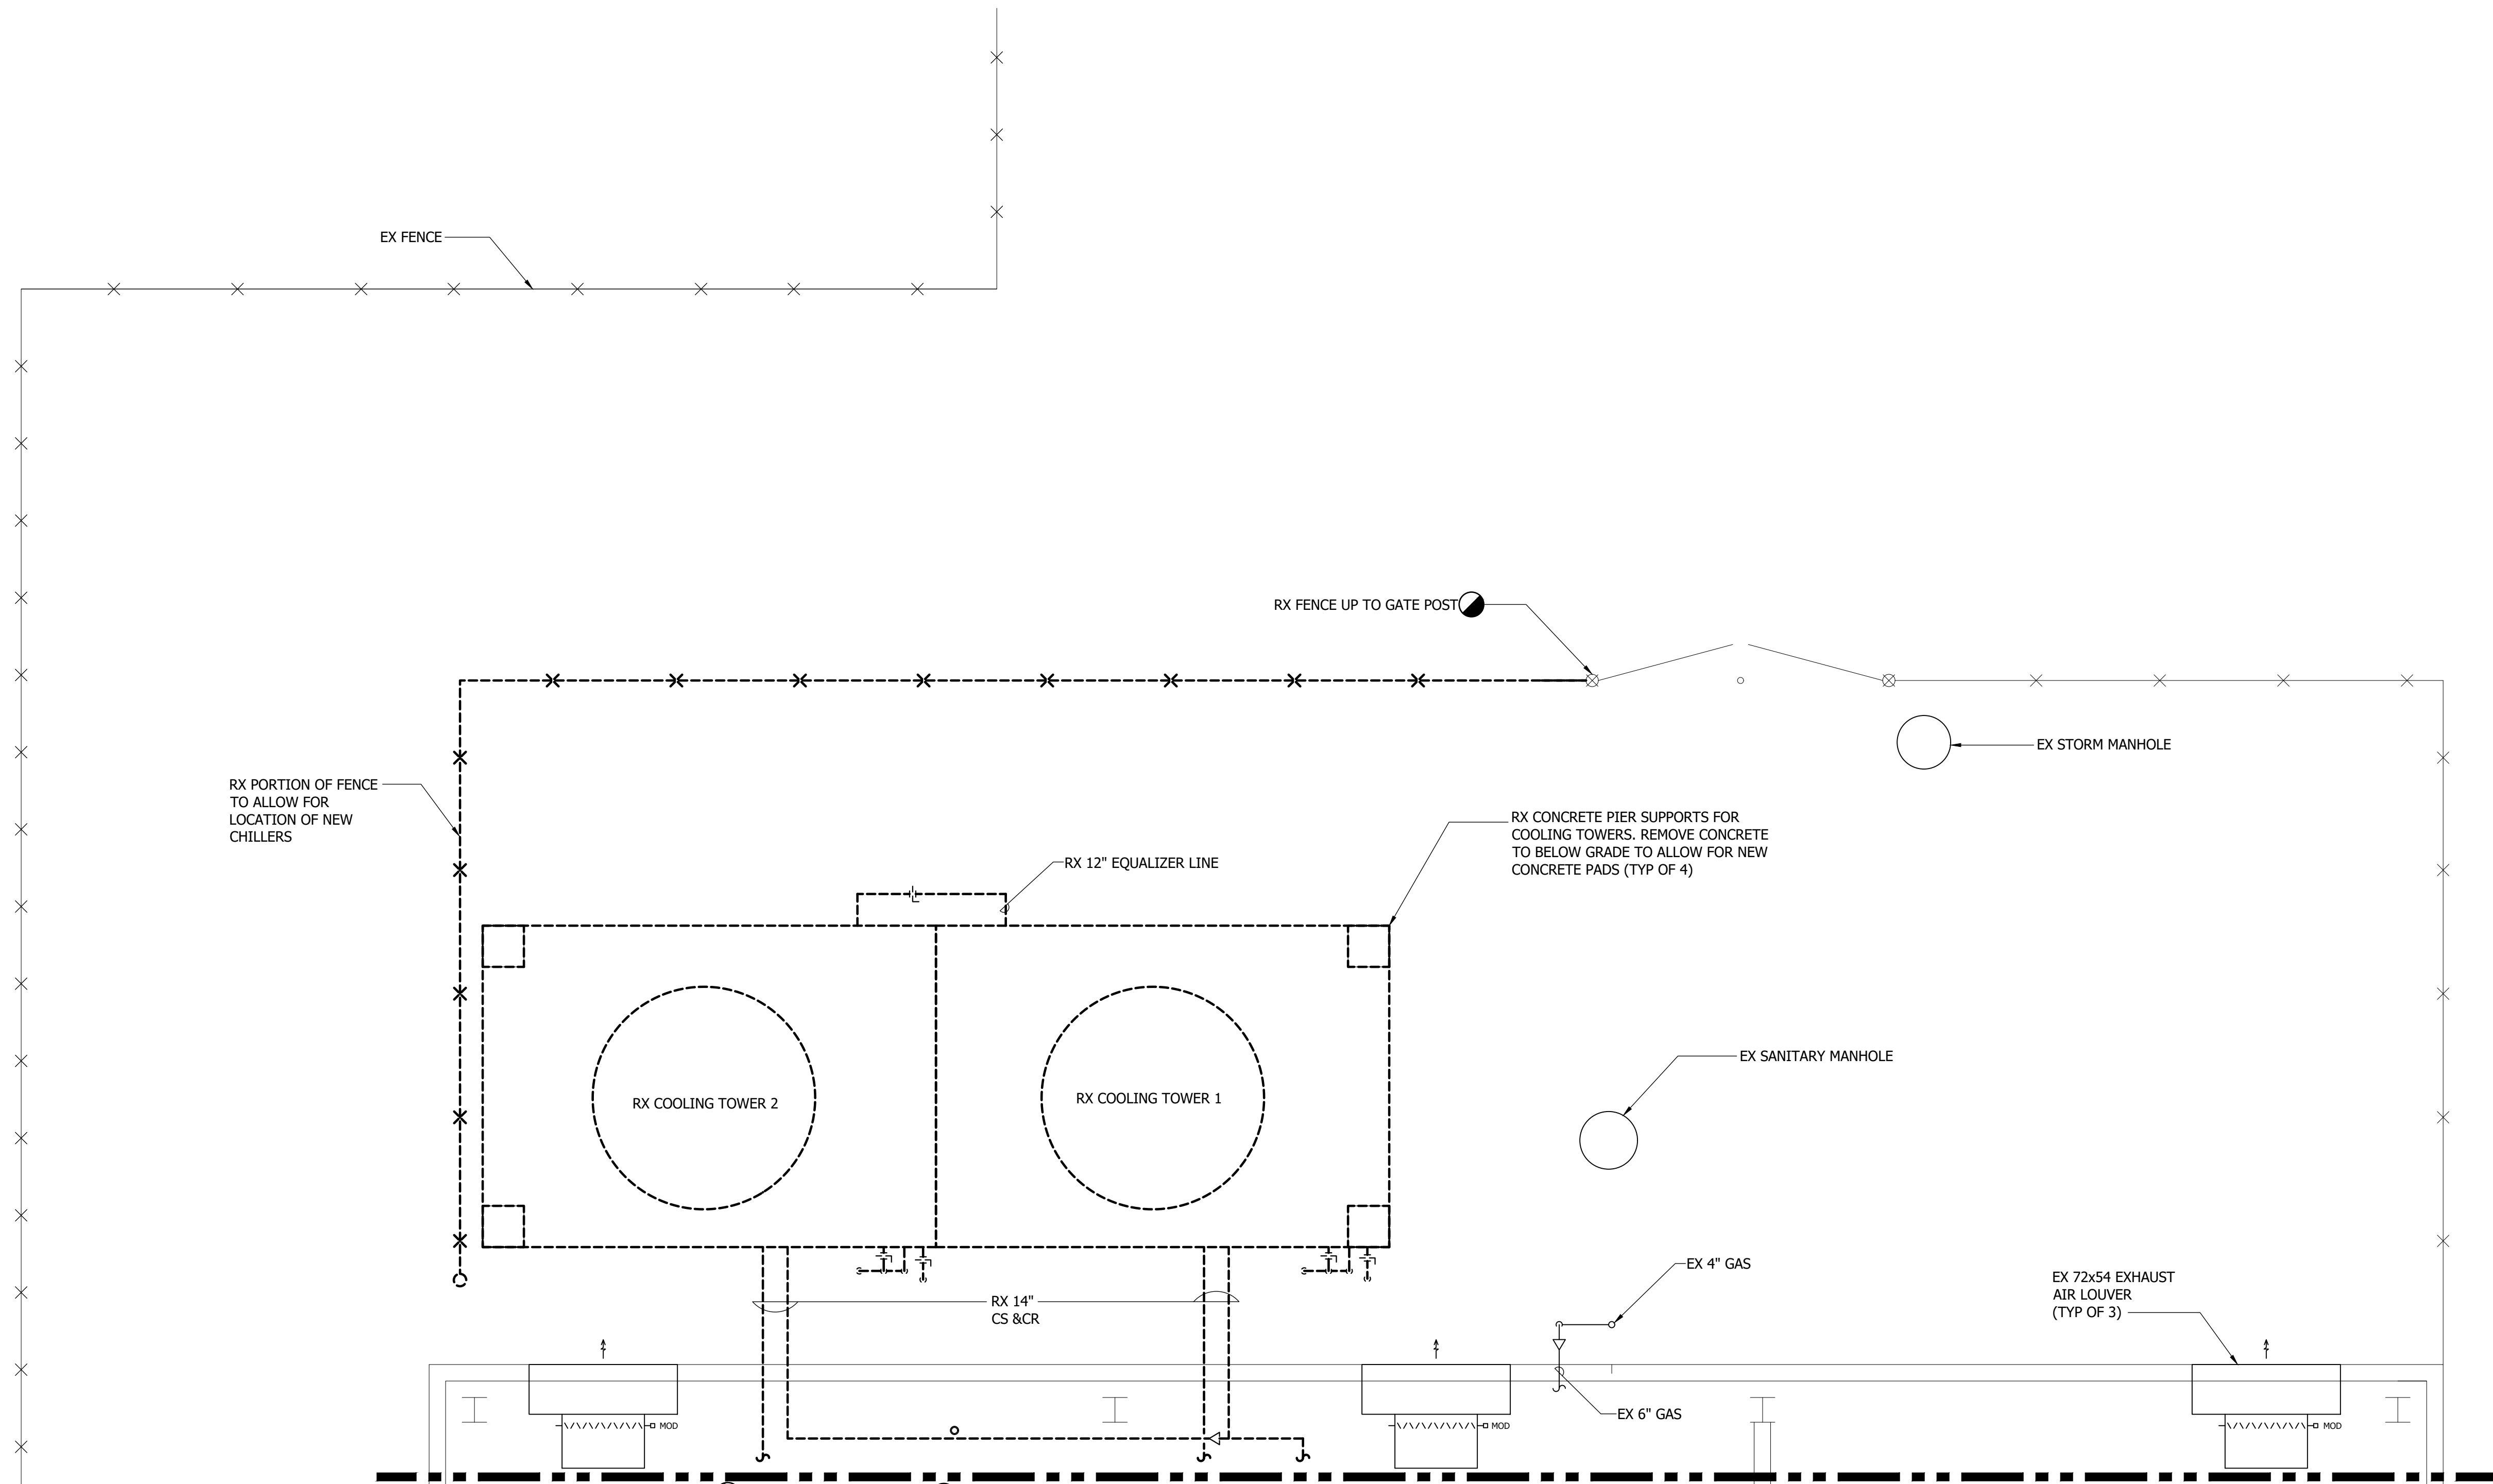 EX FENCE
RX FENCE UP TO GATE POST
EX STORM MANHOLE
RX PORTION OF FENCE
TO ALLOW FOR
LOCATION OF NEW
CHILLERS
RX CONCRETE PIER SUPPORTS FOR
COOLING TOWERS. REMOVE CONCRETE
TO BELOW GRADE TO ALLOW FOR NEW
CONCRETE PADS (TYP OF 4)
RX 12" EQUALIZER LINE
EX SANITARY MANHOLE
RX COOLING TOWER 2
RX COOLING TOWER 1
EX 4" GAS
EX 72x54 EXHAUST
AIR LOUVER
(TYP OF 3)
RX 14"
CS &CR
EX 6" GAS
MOD
MOD
MOD